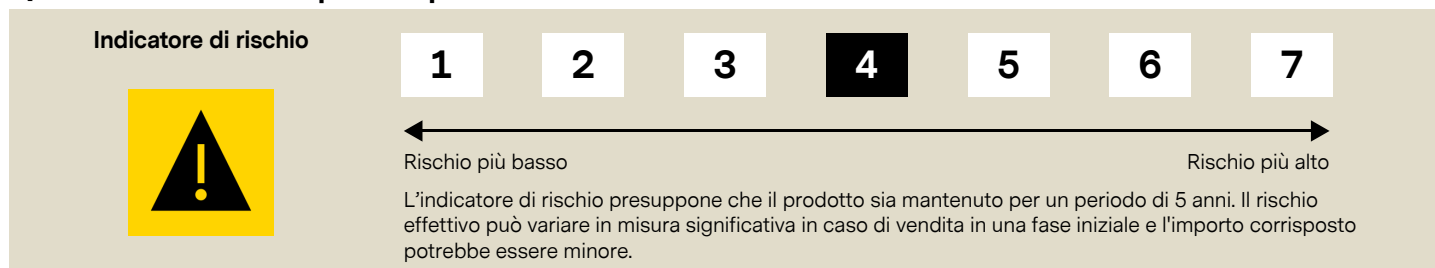 Indicatore di rischio
1 2 3 4 5 6 7
Rischio più basso Rischio più alto
L'indicatore di rischio presuppone che il prodotto sia mantenuto per un periodo di 5 anni. Il rischio
effettivo può variare in misura significativa in caso di vendita in una fase iniziale e l'importo corrisposto
potrebbe essere minore.